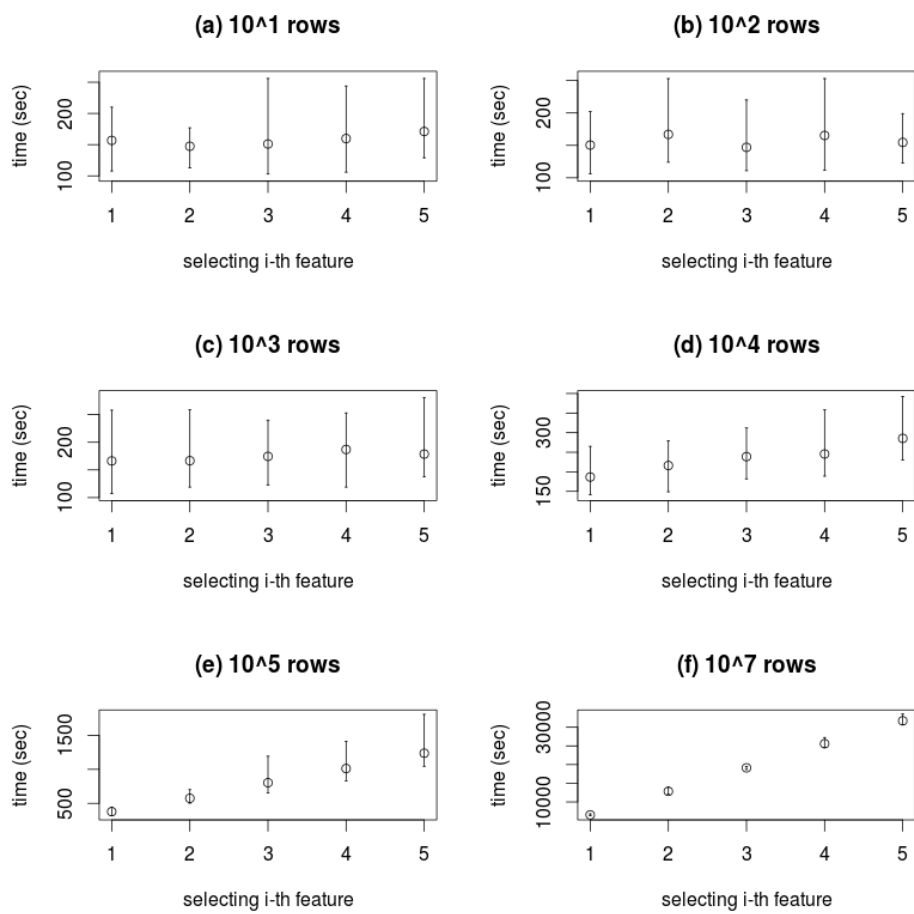 (a) 10^1 rows
time (sec)
200
100
1 2 3 4 5
selecting i-th feature
(b) 10^2 rows
time (sec)
200
100
1 2 3 4 5
selecting i-th feature
(c) 10^3 rows
time (sec)
200
100
1 2 3 4 5
selecting i-th feature
(d) 10^4 rows
time (sec)
300
150
1 2 3 4 5
selecting i-th feature
(e) 10^5 rows
time (sec)
1500
500
1 2 3 4 5
selecting i-th feature
(f) 10^7 rows
time (sec)
30000
10000
1 2 3 4 5
selecting i-th feature